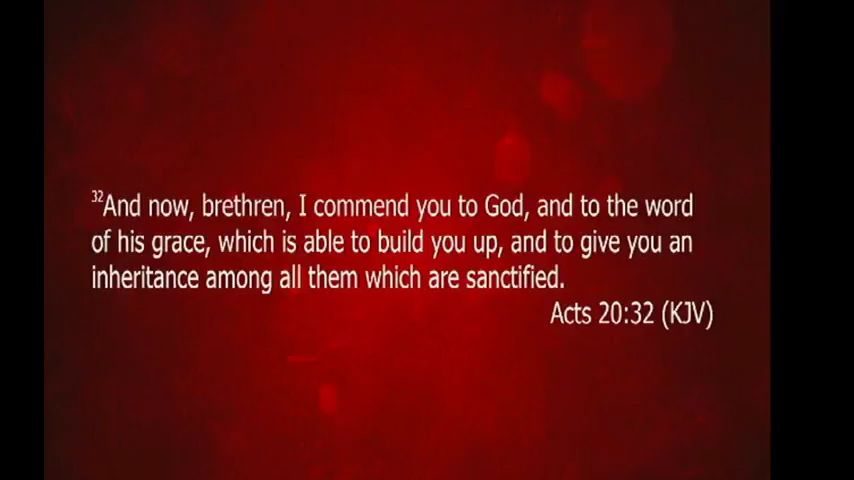 32And now, brethren, I commend you to God, and to the word
of his grace, which is able to build you up, and to give you an
inheritance among all them which are sanctified.
Acts 20:32 (KJV)